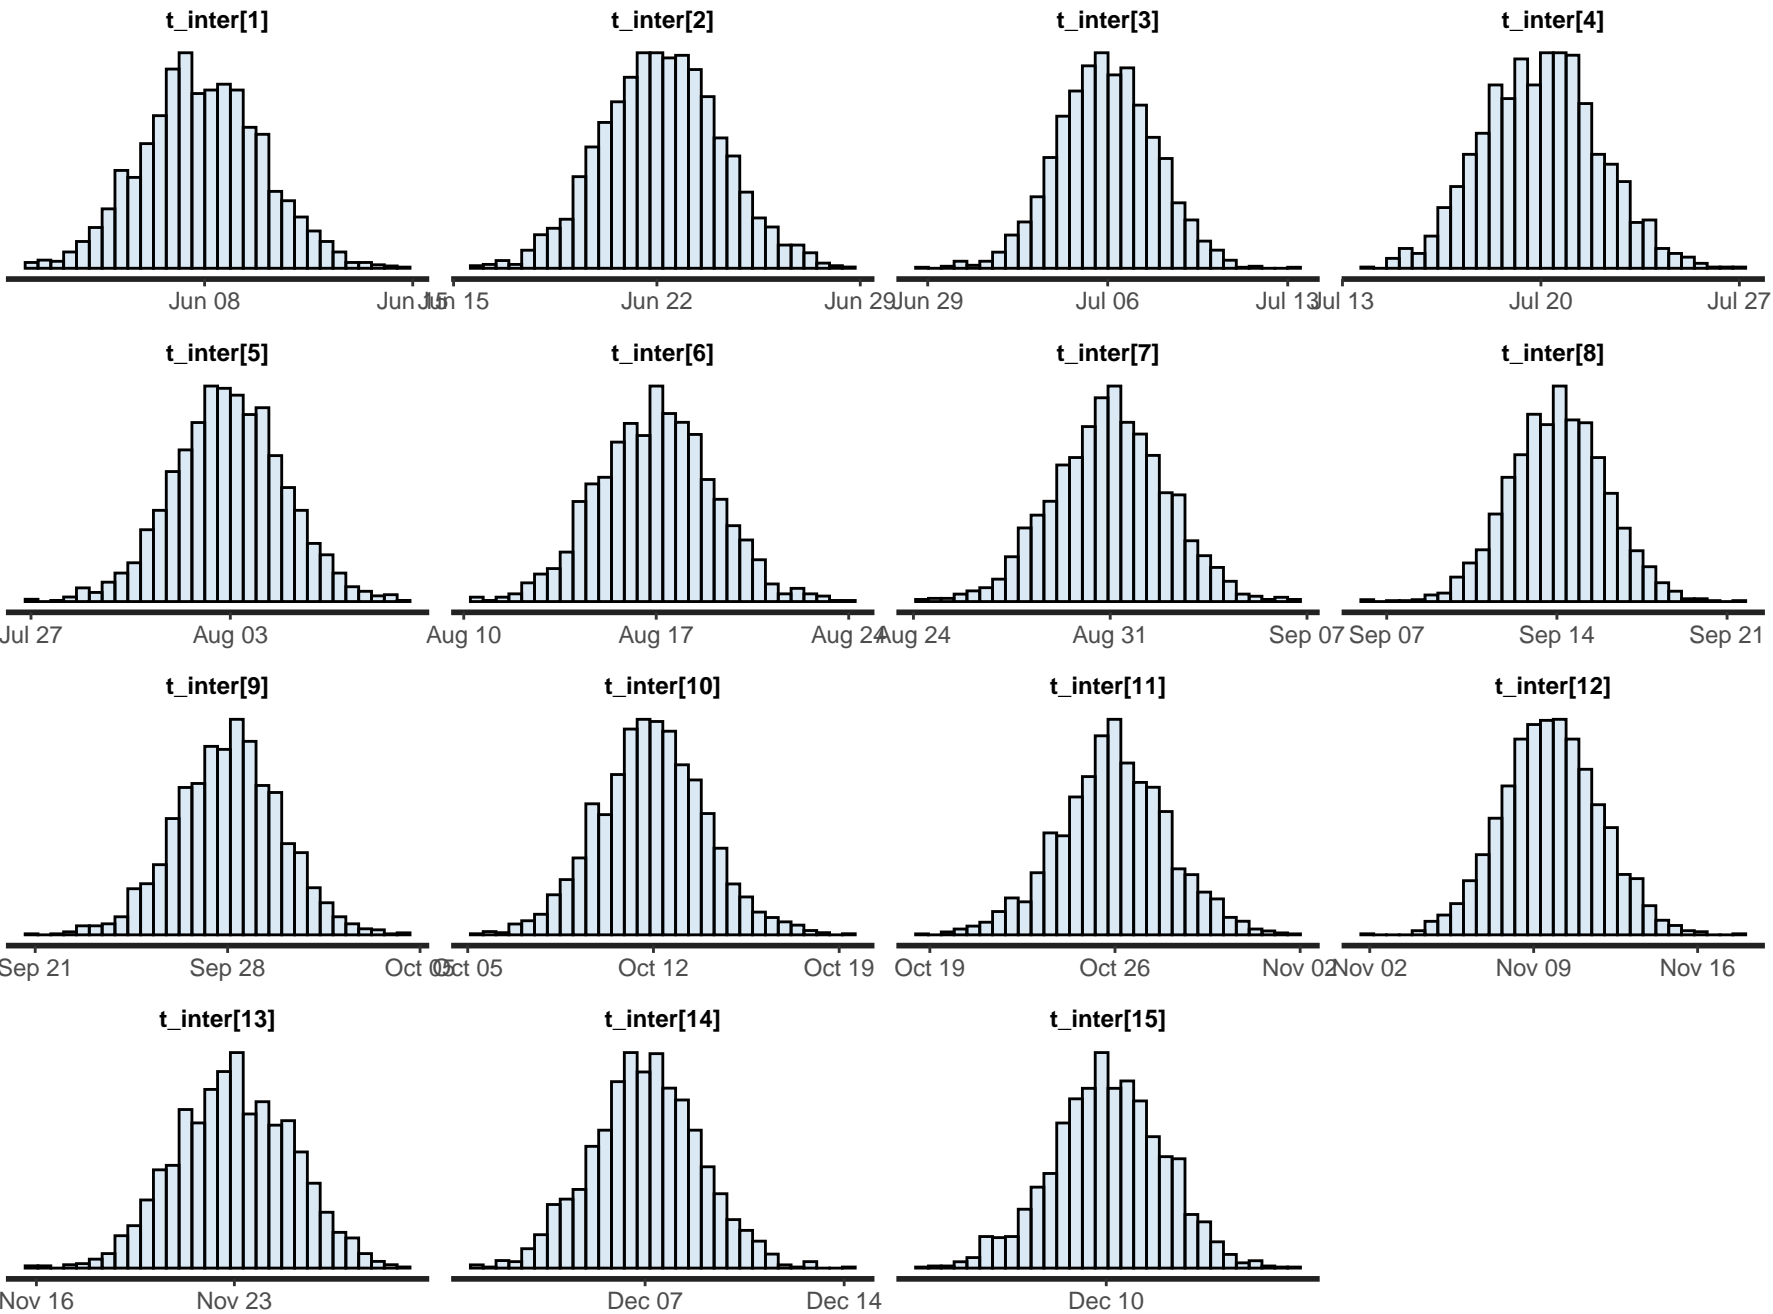 t_inter[1] t_inter[2] t_inter[3] t_inter[4]
Jun 08 Jun 15 Jun 15 Jun 22 Jun 29 Jun 29 Jul 06 Jul 13 Jul 13 Jul 20 Jul 27
t_inter[5] t_inter[6] t_inter[7] t_inter[8]
Jul 27 Aug 03 Aug 10 Aug 17 Aug 24 Aug 24 Aug 31 Sep 07 Sep 07 Sep 14 Sep 21
t_inter[9] t_inter[10] t_inter[11] t_inter[12]
Sep 21 Sep 28 Oct 05 Oct 05 Oct 12 Oct 19 Oct 19 Oct 26 Nov 02 Nov 02 Nov 09 Nov 16
t_inter[13] t_inter[14] t_inter[15]
Nov 16 Nov 23 Dec 07 Dec 14 Dec 10